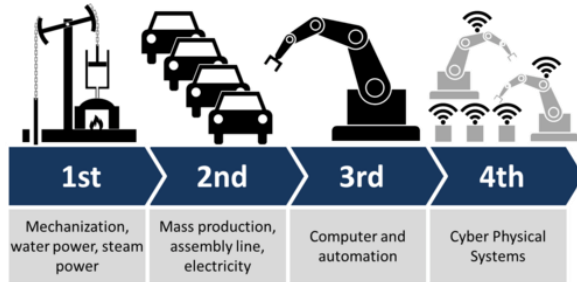 1st
2nd
3rd
4th
Mechanization,
water power, steam
power
Mass production,
assembly line,
electricity
Computer and
automation
Cyber Physical
Systems